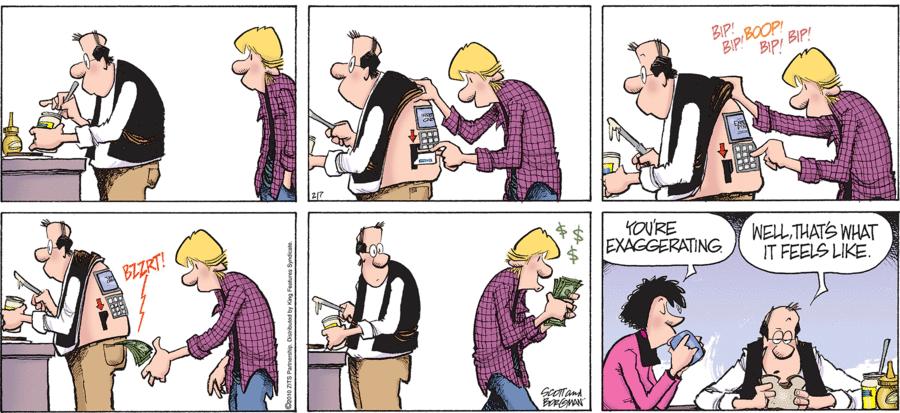 2/7
BIP!
BIP!
BOOP!
BIP!
BIP!
BZZRT!
©2010 ZITS Partnership. Distributed by King Features Syndicate.
$ $ $
SCOTT and
BORGMAN
YOU'RE
EXAGGERATING.
WELL, THAT'S WHAT
IT FEELS LIKE.